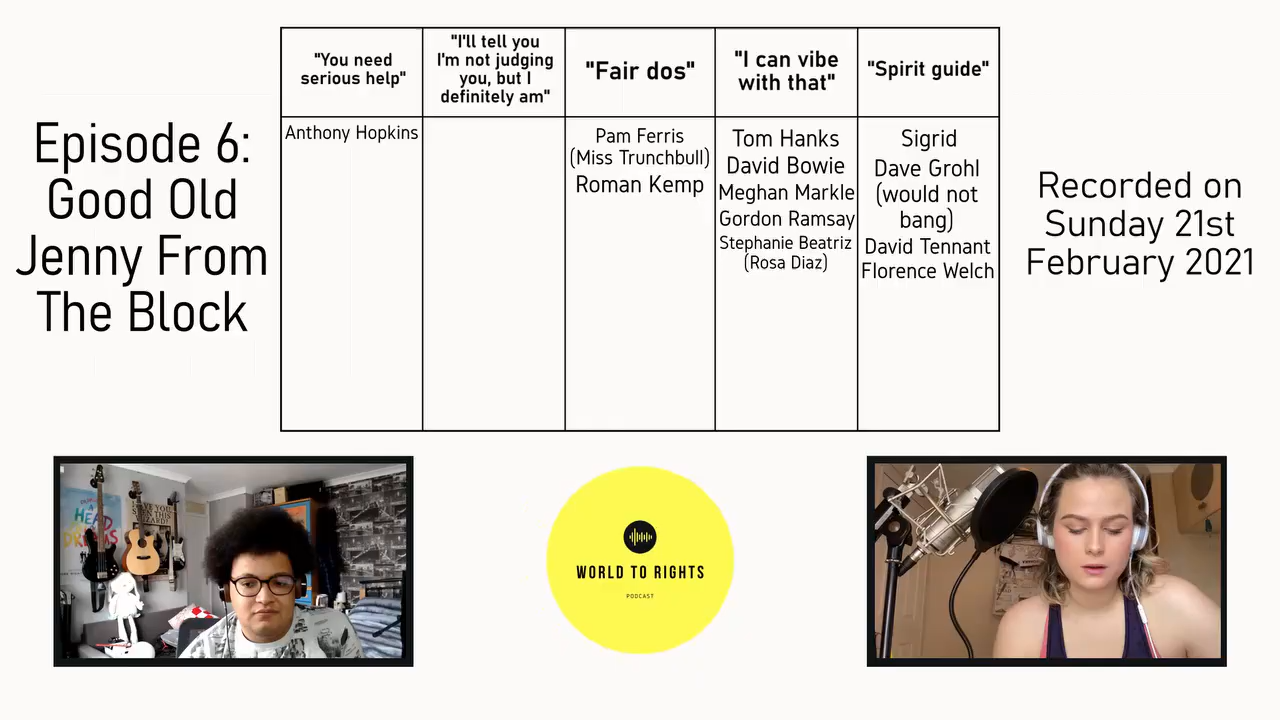 Episode 6:
Good Old
Jenny From
The Block
"You need
serious help"
"I'll tell you
I'm not judging
you, but I
definitely am"
"Fair dos"
"I can vibe
with that"
"Spirit guide"
Anthony Hopkins
Pam Ferris
(Miss Trunchbull)
Roman Kemp
Tom Hanks
David Bowie
Meghan Markle
Gordon Ramsay
Stephanie Beatriz
(Rosa Diaz)
Sigrid
Dave Grohl
(would not
bang)
David Tennant
Florence Welch
Recorded on
Sunday 21st
February 2021
A
HEAD
WORLD TO RIGHTS
PODCAST